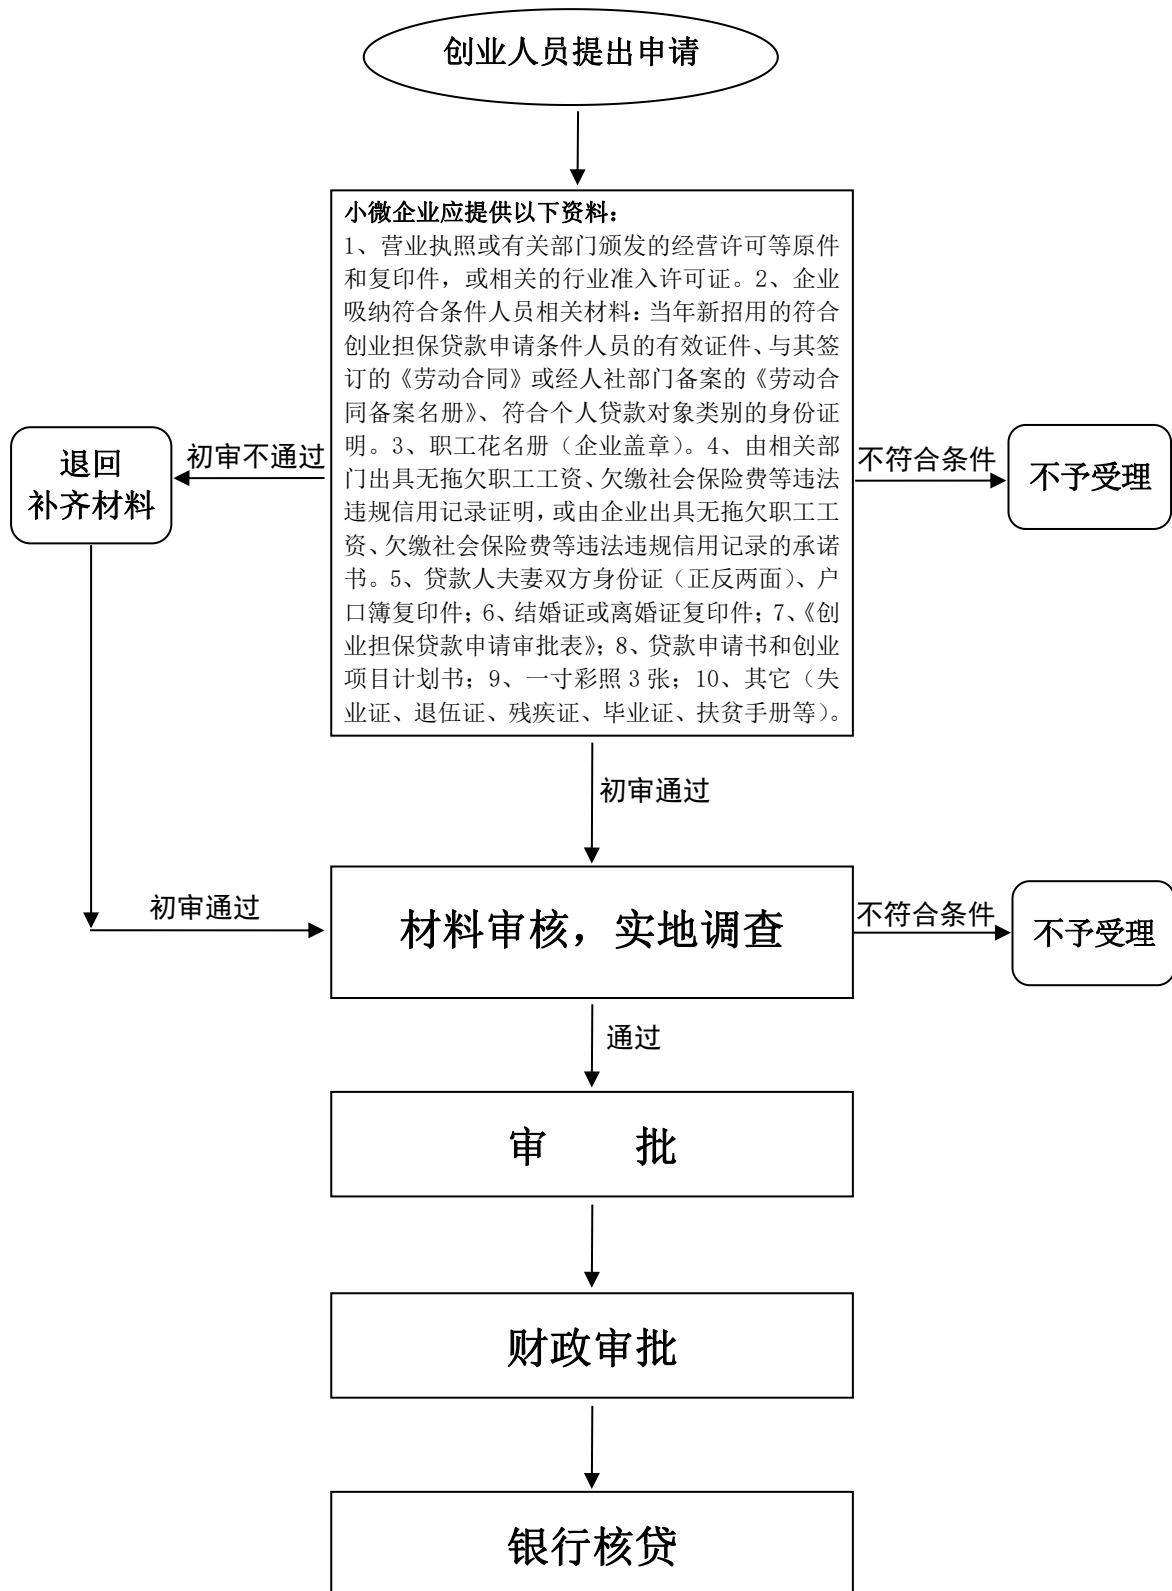 创业人员提出申请
小微企业应提供以下资料：
1、营业执照或有关部门颁发的经营许可等原件
和复印件，或相关的行业准入许可证。2、企业
吸纳符合条件人员相关材料：当年新招用的符合
创业担保贷款申请条件人员的有效证件、与其签
订的《劳动合同》或经人社部门备案的《劳动合
同备案名册》、符合个人贷款对象类别的身份证
明。3、职工花名册（企业盖章）。4、由相关部
门出具无拖欠职工工资、欠缴社会保险费等违法
违规信用记录证明，或由企业出具无拖欠职工工
资、欠缴社会保险费等违法违规信用记录的承诺
书。5、贷款人夫妻双方身份证（正反两面）、户
口簿复印件；6、结婚证或离婚证复印件；7、《创
业担保贷款申请审批表》；8、贷款申请书和创业
项目计划书；9、一寸彩照 3 张；10、其它（失
业证、退伍证、残疾证、毕业证、扶贫手册等）。
初审不通过
退回
补齐材料
不符合条件
不予受理
初审通过
初审通过
材料审核，实地调查
不符合条件
不予受理
通过
审 批
财政审批
银行核贷